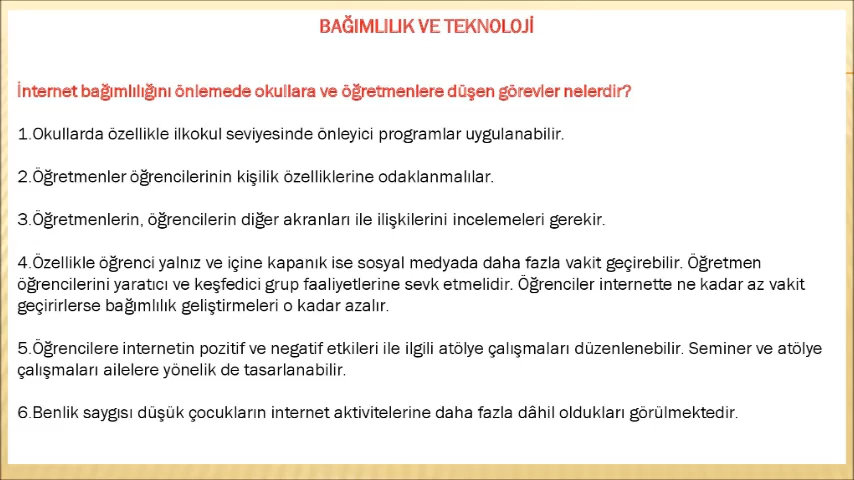 BAĞIMLILIK VE TEKNOLOJİ
İnternet bağımlılığını önlemede okullara ve öğretmenlere düşen görevler nelerdir?
1.Okullarda özellikle ilkokul seviyesinde önleyici programlar uygulanabilir.
2.Öğretmenler öğrencilerinin kişilik özelliklerine odaklanmalılar.
3.Öğretmenlerin, öğrencilerin diğer akranları ile ilişkilerini incelemeleri gerekir.
4.Özellikle öğrenci yalnız ve içine kapanık ise sosyal medyada daha fazla vakit geçirebilir. Öğretmen
öğrencilerini yaratıcı ve keşfedici grup faaliyetlerine sevk etmelidir. Öğrenciler internette ne kadar az vakit
geçirirlerse bağımlılık geliştirmeleri o kadar azalır.
5.Öğrencilere internetin pozitif ve negatif etkileri ile ilgili atölye çalışmaları düzenlenebilir. Seminer ve atölye
çalışmaları ailelere yönelik de tasarlanabilir.
6.Benlik saygısı düşük çocukların internet aktivitelerine daha fazla dâhil oldukları görülmektedir.